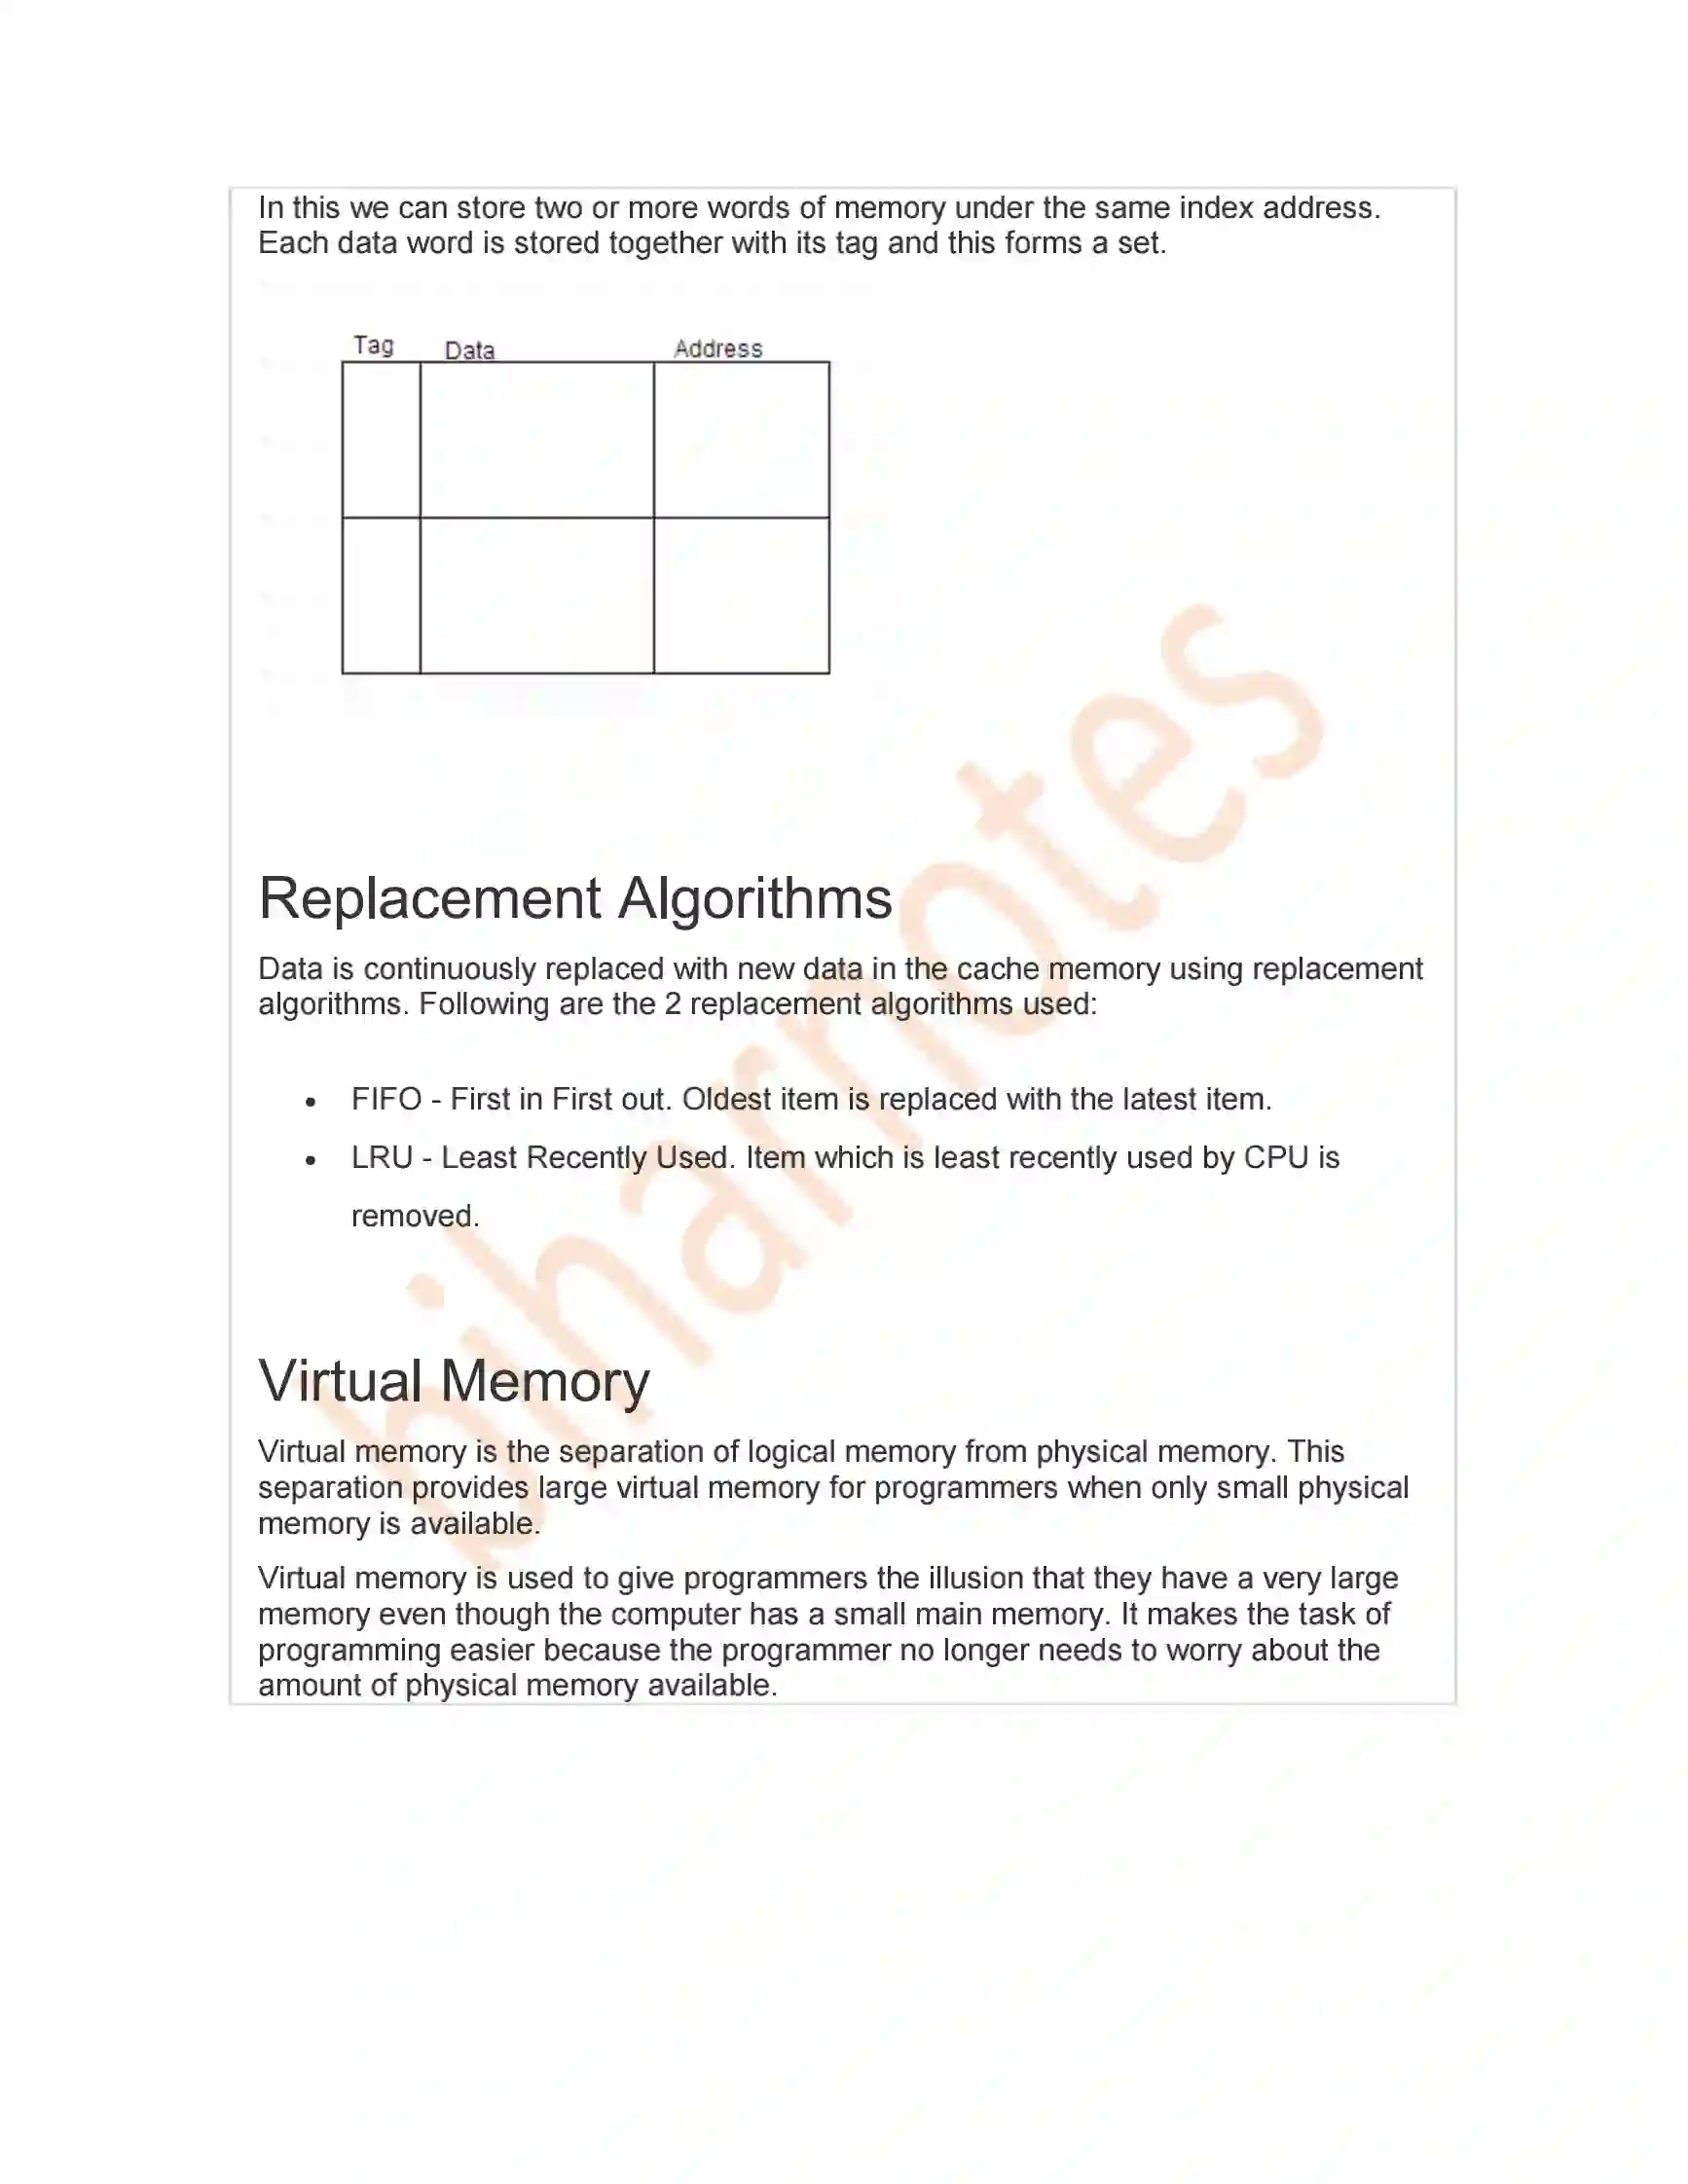 In this we can store two or more words of memory under the same index address.
Each data word is stored together with its tag and this forms a set.
Tag Data Address
Replacement Algorithms
Data is continuously replaced with new data in the cache memory using replacement
algorithms. Following are the 2 replacement algorithms used:
• FIFO - First in First out. Oldest item is replaced with the latest item.
• LRU - Least Recently Used. Item which is least recently used by CPU is
removed.
Virtual Memory
Virtual memory is the separation of logical memory from physical memory. This
separation provides large virtual memory for programmers when only small physical
memory is available.
Virtual memory is used to give programmers the illusion that they have a very large
memory even though the computer has a small main memory. It makes the task of
programming easier because the programmer no longer needs to worry about the
amount of physical memory available.
biharnotes